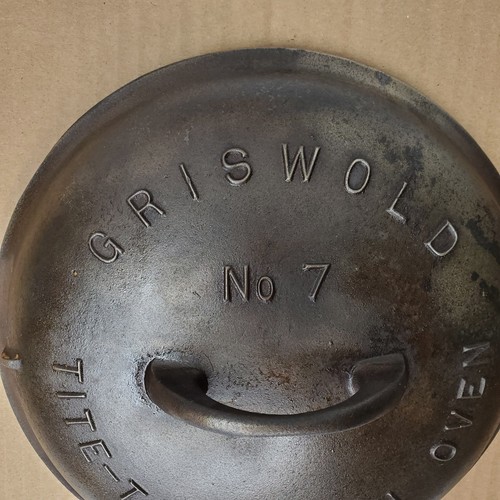 GRISWOLD
No 7
TITE-T
OVEN